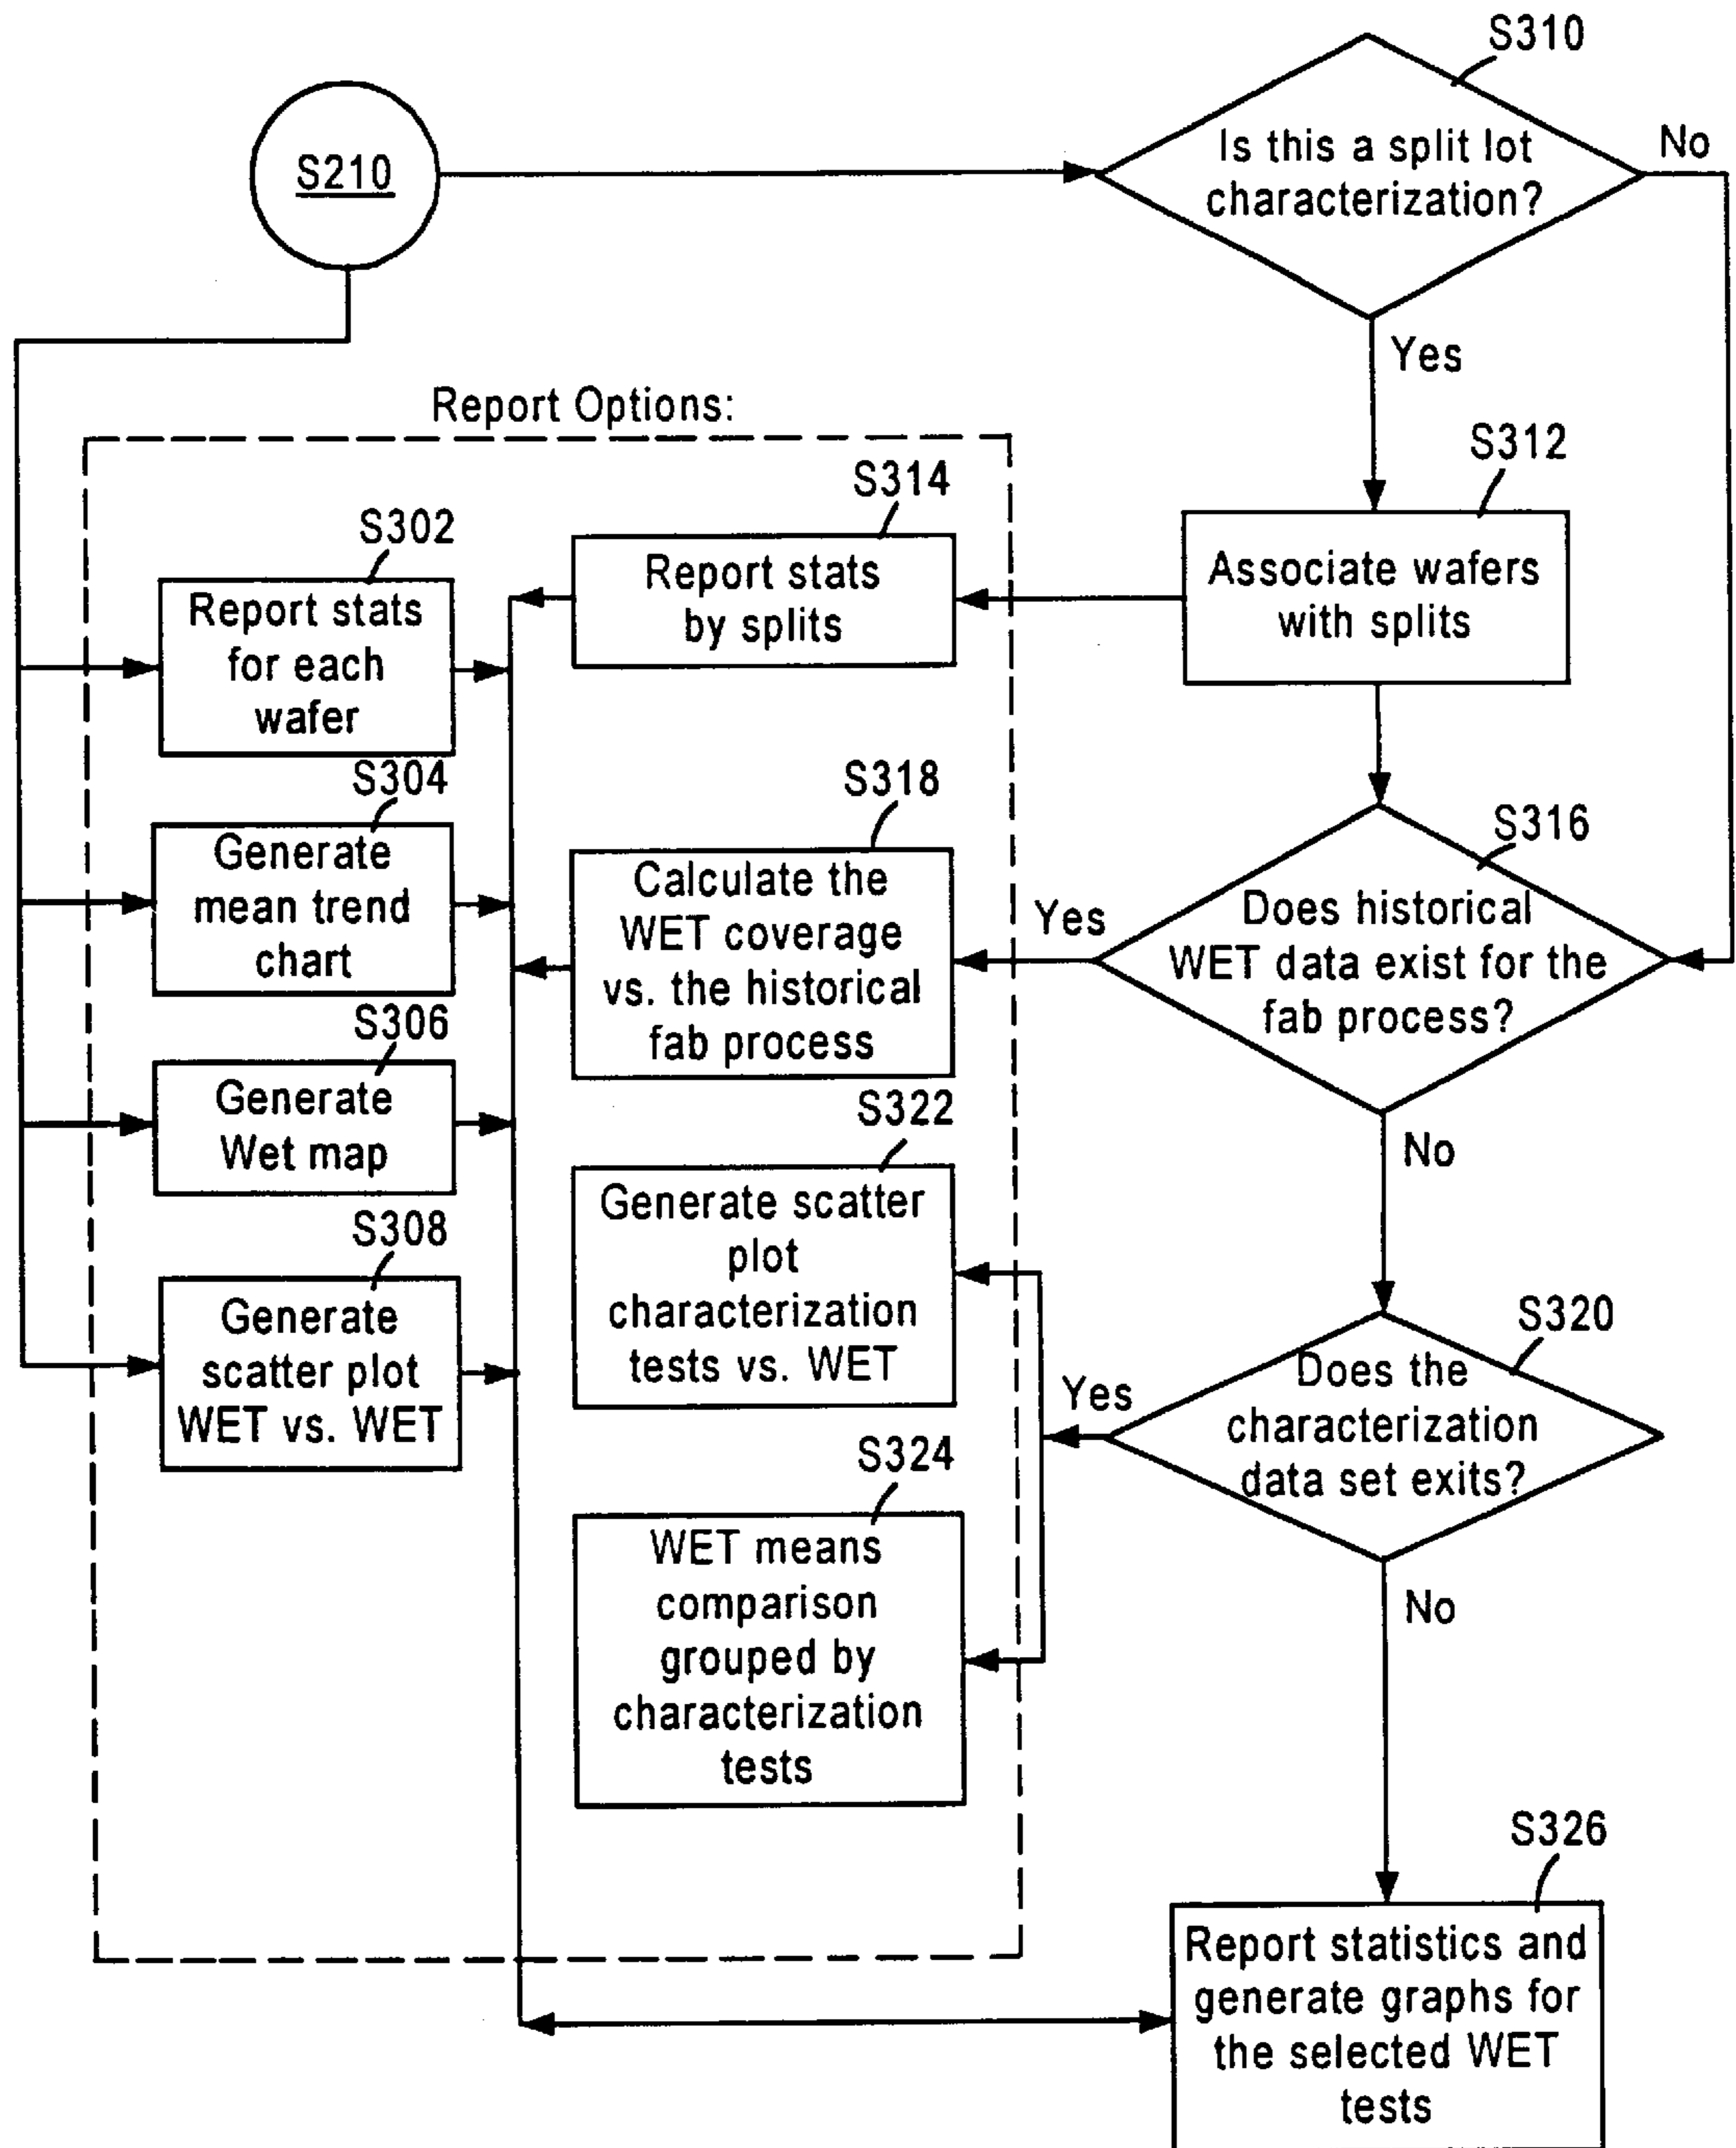 S310
S210
Is this a split lot
characterization?
No
Yes
Report Options:
S312
Associate wafers
with splits
S314
Report stats
by splits
S302
Report stats
for each
wafer
S304
Generate
mean trend
chart
S318
Calculate the
WET coverage
vs. the historical
fab process
Yes
S316
Does historical
WET data exist for the
fab process?
No
S306
Generate
Wet map
S322
Generate scatter
plot
characterization
tests vs. WET
S308
Generate
scatter plot
WET vs. WET
Yes
S320
Does the
characterization
data set exits?
No
S324
WET means
comparison
grouped by
characterization
tests
S326
Report statistics and
generate graphs for
the selected WET
tests